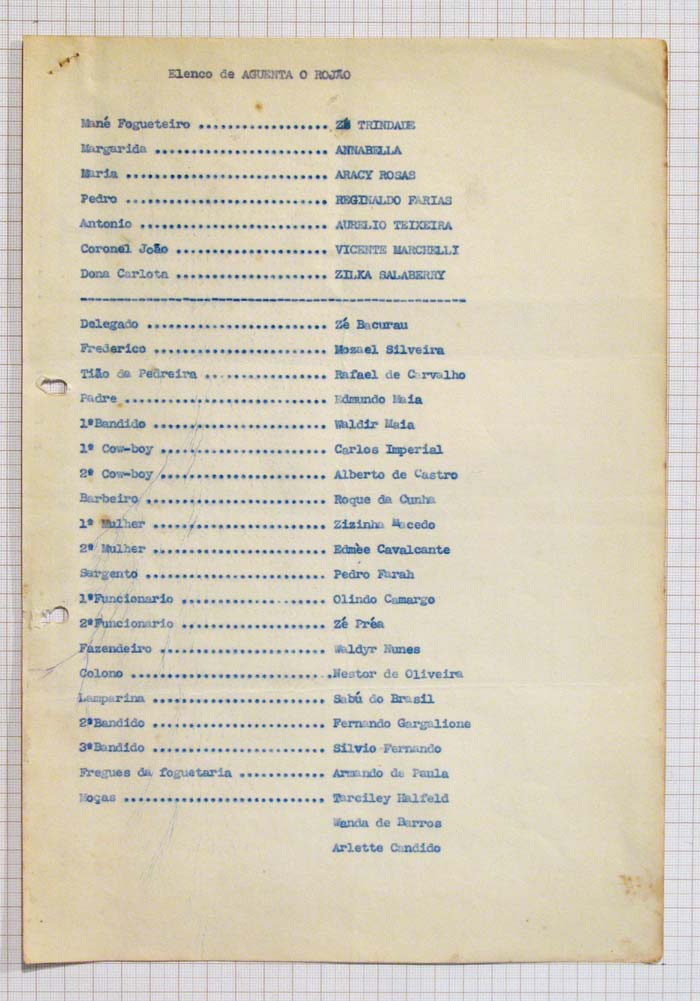 Elenco de AGUENTA O ROJÃO
Mané Fogueteiro .................. ZÉ TRINDADE
Margarida ........................ ANNABELLA
Maria ............................ ARACY ROSAS
Pedro ............................ REGINALDO FARIAS
Antonio .......................... AURELIO TEIXEIRA
Coronel João ..................... VICENTE MARCHELLI
Dona Carlota ..................... ZILKA SALABERRY
--------------------------------------------------
Delegado ......................... Zé Bacurau
Frederico ........................ Mozael Silveira
Tião da Pedreira ................. Rafael de Carvalho
Padre ............................ Edmundo Maia
1ºBandido ........................ Waldir Maia
1º Cow-boy ....................... Carlos Imperial
2º Cow-boy ....................... Alberto de Castro
Barbeiro ......................... Roque da Cunha
1ª Mulher ........................ Zizinha Macedo
2ª Mulher ........................ Edmèe Cavalcante
Sargento ......................... Pedro Farah
1ºFuncionario .................... Olindo Camargo
2ºFuncionario .................... Zé Préa
Fazendeiro ....................... Waldyr Nunes
Colono ........................... Nestor de Oliveira
Lamparina ........................ Sabú do Brasil
2ºBandido ........................ Fernando Gargalione
3ºBandido ........................ Silvio Fernando
Fregues da foguetaria ............ Armando de Paula
Moças ............................ Tarciley Halfeld
Wanda de Barros
Arlette Candido